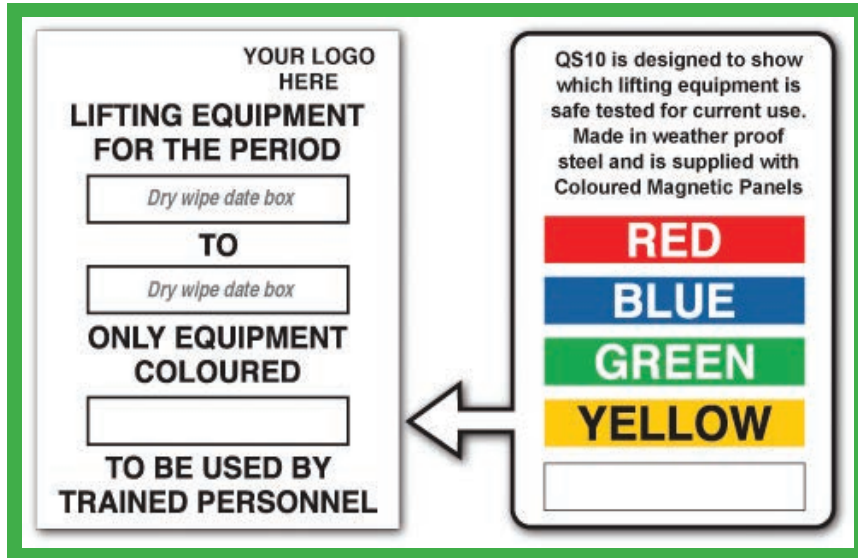 YOUR LOGO
HERE
LIFTING EQUIPMENT
FOR THE PERIOD
Dry wipe date box
TO
Dry wipe date box
ONLY EQUIPMENT
COLOURED
TO BE USED BY
TRAINED PERSONNEL
QS10 is designed to show
which lifting equipment is
safe tested for current use.
Made in weather proof
steel and is supplied with
Coloured Magnetic Panels
RED
BLUE
GREEN
YELLOW